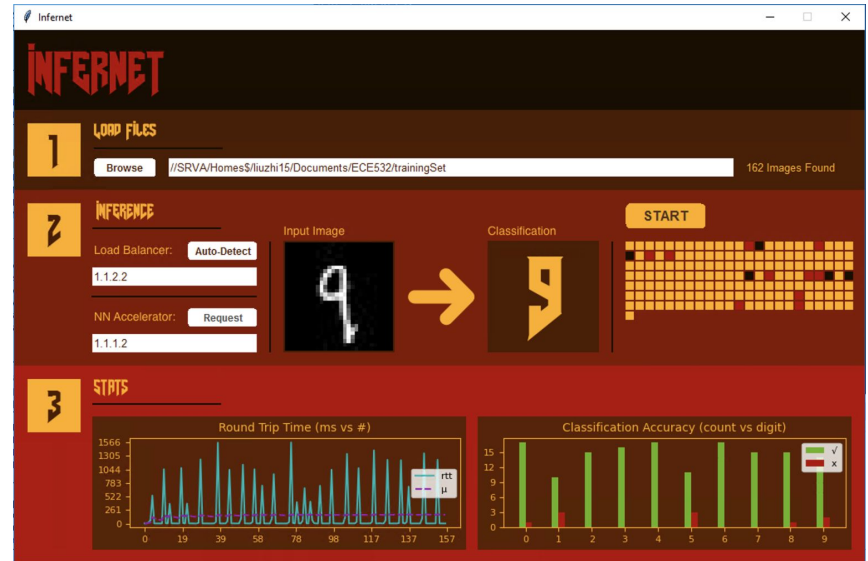 Infernet
INFERNET
1
LOAD FILES
Browse
//SRVA/Homes$/liuzhi15/Documents/ECE532/trainingSet
162 Images Found
2
INFERENCE
Load Balancer:
Auto-Detect
1.1.2.2
NN Accelerator:
Request
1.1.1.2
Input Image
9
Classification
9
START
3
STATS
Round Trip Time (ms vs #)
1566
1305
1044
783
522
261
0
0 19 39 58 78 98 117 137 157
rtt
μ
Classification Accuracy (count vs digit)
15
12
9
6
3
0
0 1 2 3 4 5 6 7 8 9
√
x